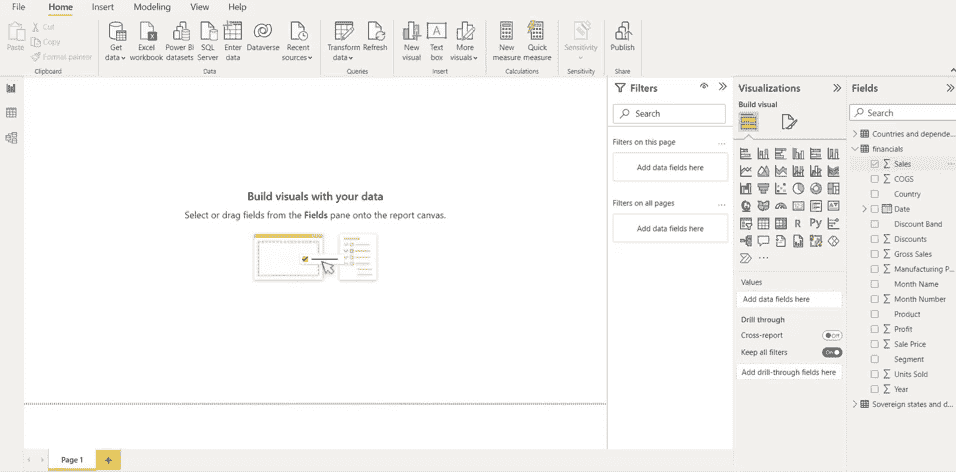 File Home Insert Modeling View Help
Paste
Cut
Copy
Format painter
Clipboard
Get data
Excel workbook
Power BI datasets
SQL Server
Enter data
Dataverse
Recent sources
Data
Transform data
Refresh
Queries
New visual
Text box
More visuals
Insert
New measure
Quick measure
Calculations
Sensitivity
Sensitivity
Publish
Share
Build visuals with your data
Select or drag fields from the Fields pane onto the report canvas.
Filters
Search
Filters on this page ...
Add data fields here
Filters on all pages ...
Add data fields here
Visualizations
Build visual
R Py
...
Values
Add data fields here
Drill through
Cross-report Off
Keep all filters On
Add drill-through fields here
Fields
Search
Countries and depende...
financials
Sales ...
COGS
Country
Date
Discount Band
Discounts
Gross Sales
Manufacturing P...
Month Name
Month Number
Product
Profit
Sale Price
Segment
Units Sold
Year
Sovereign states and d...
Page 1